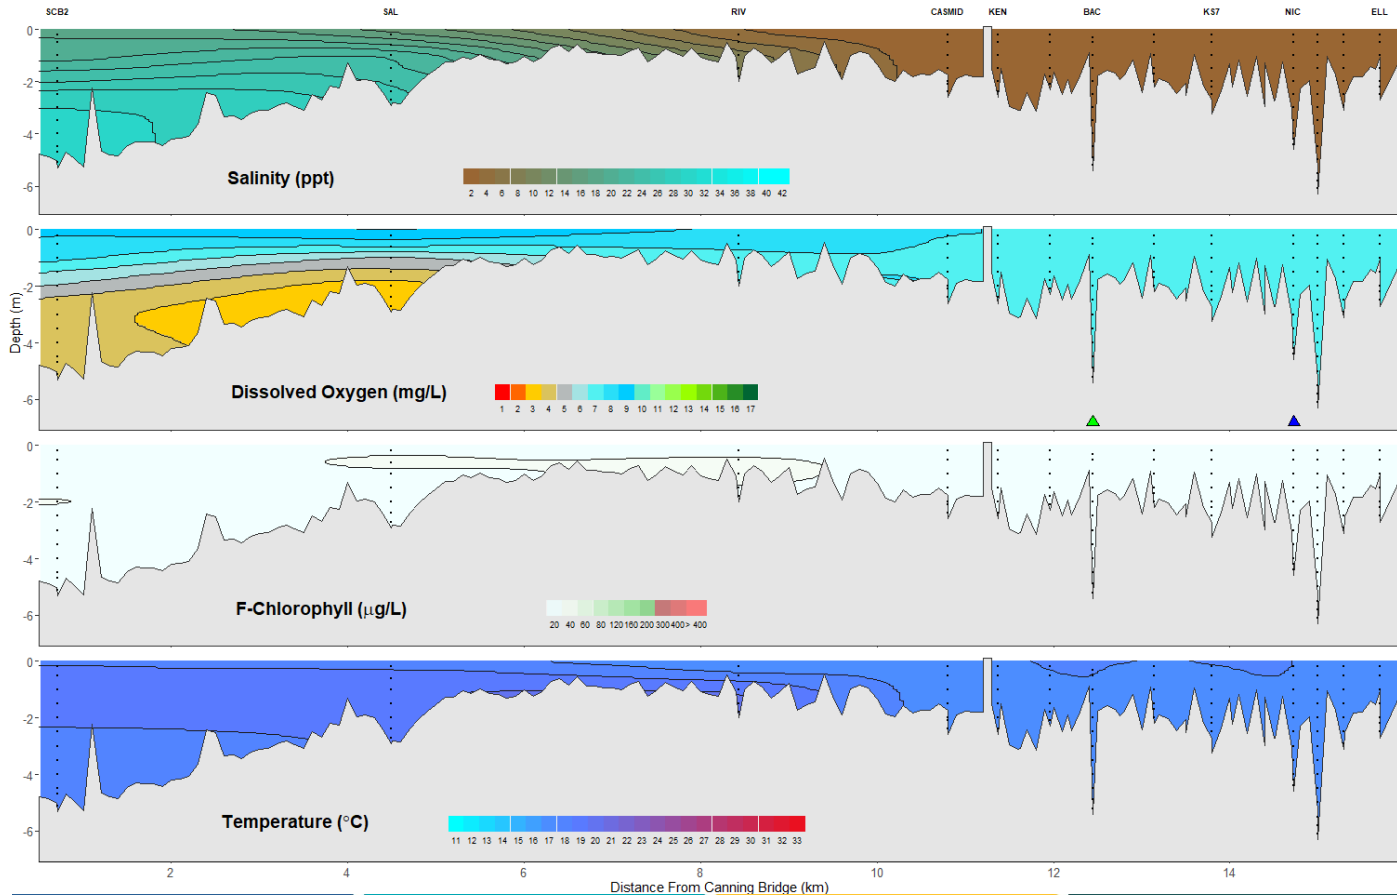 SCB2 SAL RIV CASMID KEN BAC KS7 NIC ELL
0
-2
-4
-6
Salinity (ppt)
2 4 6 8 10 12 14 16 18 20 22 24 26 28 30 32 34 36 38 40 42
0
-2
-4
-6
Depth (m)
Dissolved Oxygen (mg/L)
1 2 3 4 5 6 7 8 9 10 11 12 13 14 15 16 17
0
-2
-4
-6
F-Chlorophyll (µg/L)
20 40 60 80 120 160 200 300 400 > 400
0
-2
-4
-6
Temperature (°C)
11 12 13 14 15 16 17 18 19 20 21 22 23 24 25 26 27 28 29 30 31 32 33
2 4 6 8 10 12 14
Distance From Canning Bridge (km)